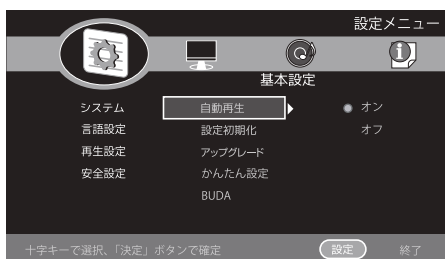 設定メニュー
基本設定
システム
言語設定
再生設定
安全設定
自動再生
設定初期化
アップグレード
かんたん設定
BUDA
オン
オフ
十字キーで選択、「決定」ボタンで確定
設定 終了